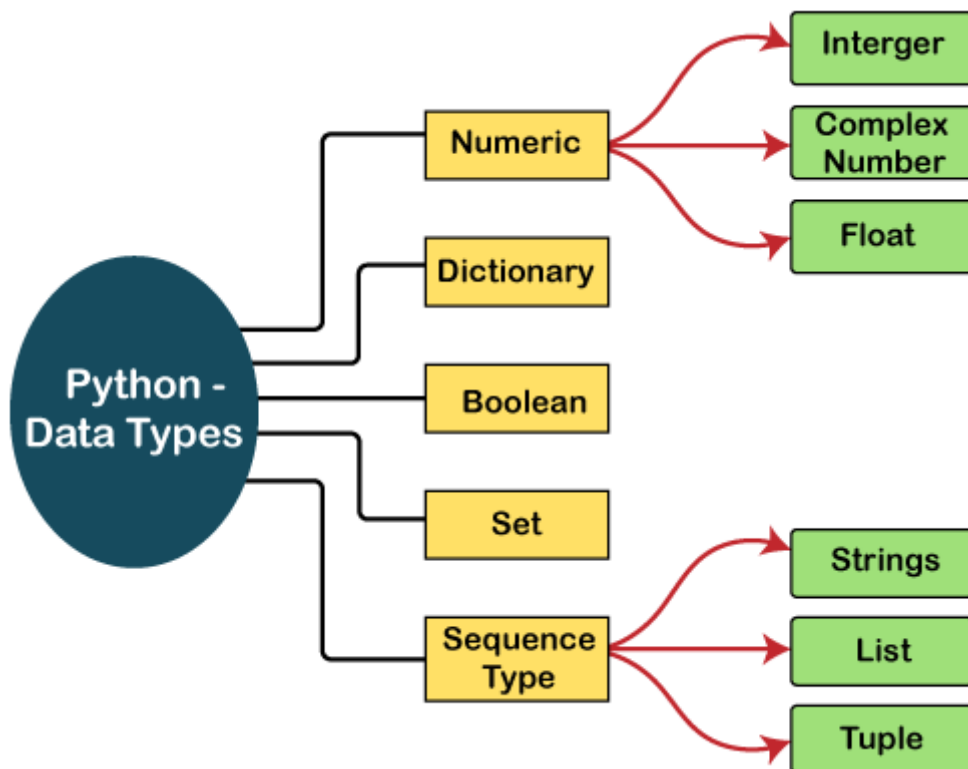 Python -
Data Types
Numeric
Dictionary
Boolean
Set
Sequence
Type
Interger
Complex
Number
Float
Strings
List
Tuple